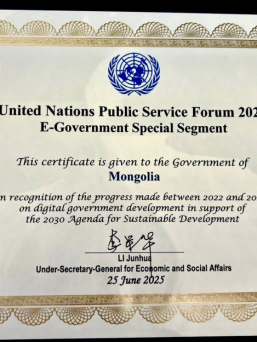 United Nations Public Service Forum 202
E-Government Special Segment
This certificate is given to the Government of
Mongolia
n recognition of the progress made between 2022 and 20
on digital government development in support of
the 2030 Agenda for Sustainable Development
LI Junhua
Under-Secretary-General for Economic and Social Affairs
25 June 2025